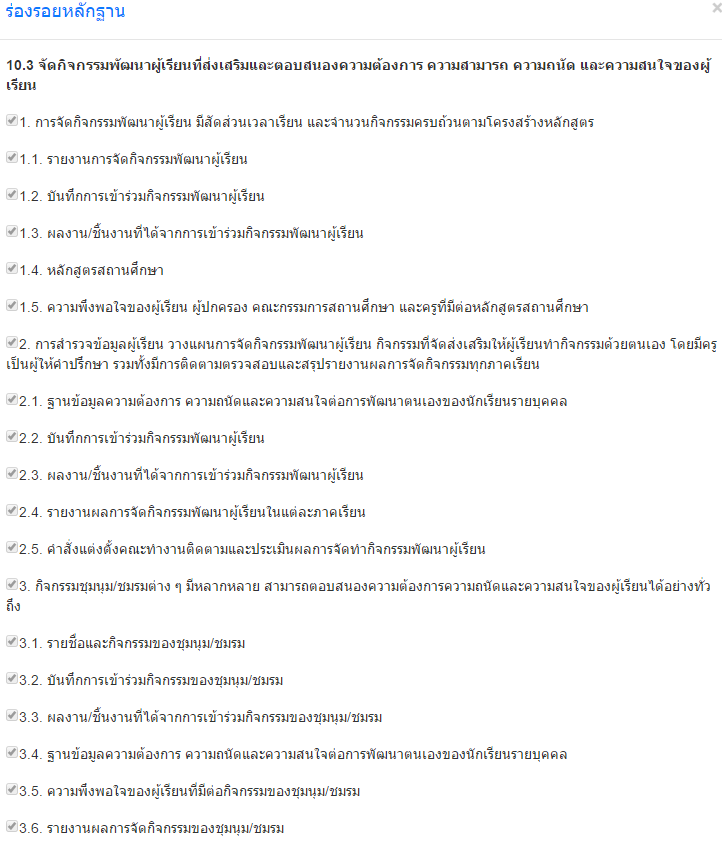 ร่องรอยหลักฐาน
10.3 จัดกิจกรรมพัฒนาผู้เรียนที่ส่งเสริมและตอบสนองความต้องการ ความสามารถ ความถนัด และความสนใจของผู้
เรียน
1. การจัดกิจกรรมพัฒนาผู้เรียน มีสัดส่วนเวลาเรียน และจำนวนกิจกรรมครบถ้วนตามโครงสร้างหลักสูตร
1.1. รายงานการจัดกิจกรรมพัฒนาผู้เรียน
1.2. บันทึกการเข้าร่วมกิจกรรมพัฒนาผู้เรียน
1.3. ผลงาน/ชิ้นงานที่ได้จากการเข้าร่วมกิจกรรมพัฒนาผู้เรียน
1.4. หลักสูตรสถานศึกษา
1.5. ความพึงพอใจของผู้เรียน ผู้ปกครอง คณะกรรมการสถานศึกษา และครูที่มีต่อหลักสูตรสถานศึกษา
2. การสำรวจข้อมูลผู้เรียน วางแผนการจัดกิจกรรมพัฒนาผู้เรียน กิจกรรมที่จัดส่งเสริมให้ผู้เรียนทำกิจกรรมด้วยตนเอง โดยมีครู
เป็นผู้ให้คำปรึกษา รวมทั้งมีการติดตามตรวจสอบและสรุปรายงานผลการจัดกิจกรรมทุกภาคเรียน
2.1. ฐานข้อมูลความต้องการ ความถนัดและความสนใจต่อการพัฒนาตนเองของนักเรียนรายบุคคล
2.2. บันทึกการเข้าร่วมกิจกรรมพัฒนาผู้เรียน
2.3. ผลงาน/ชิ้นงานที่ได้จากการเข้าร่วมกิจกรรมพัฒนาผู้เรียน
2.4. รายงานผลการจัดกิจกรรมพัฒนาผู้เรียนในแต่ละภาคเรียน
2.5. คำสั่งแต่งตั้งคณะทำงานติดตามและประเมินผลการจัดทำกิจกรรมพัฒนาผู้เรียน
3. กิจกรรมชุมนุม/ชมรมต่าง ๆ มีหลากหลาย สามารถตอบสนองความต้องการความถนัดและความสนใจของผู้เรียนได้อย่างทั่ว
ถึง
3.1. รายชื่อและกิจกรรมของชุมนุม/ชมรม
3.2. บันทึกการเข้าร่วมกิจกรรมของชุมนุม/ชมรม
3.3. ผลงาน/ชิ้นงานที่ได้จากการเข้าร่วมกิจกรรมของชุมนุม/ชมรม
3.4. ฐานข้อมูลความต้องการ ความถนัดและความสนใจต่อการพัฒนาตนเองของนักเรียนรายบุคคล
3.5. ความพึงพอใจของผู้เรียนที่มีต่อกิจกรรมของชุมนุม/ชมรม
3.6. รายงานผลการจัดกิจกรรมของชุมนุม/ชมรม